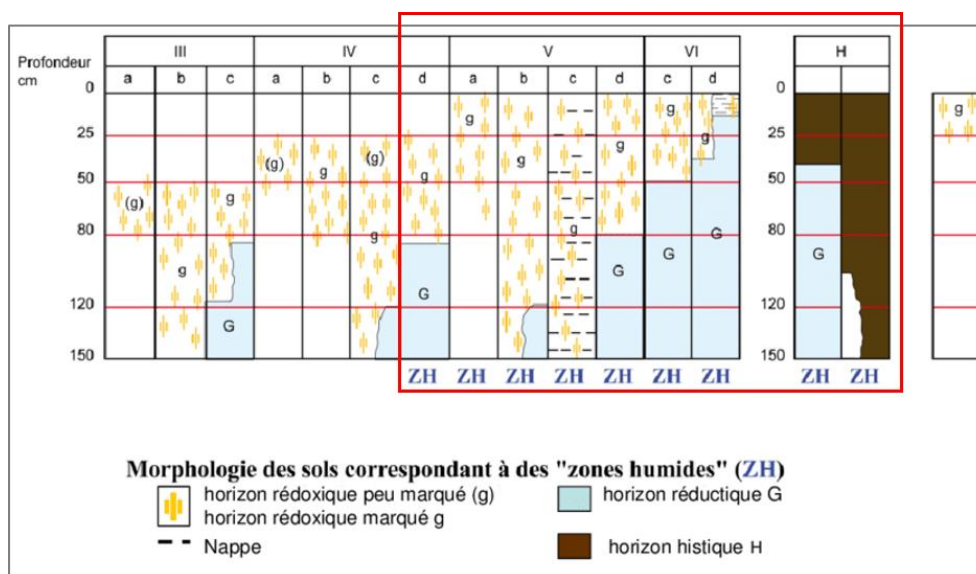 Profondeur
cm
III IV V VI H
a b c a b c d a b c d c d
0 0
25 25
50 50
80 80
120 120
150 150
(g) g g G
(g) g (g) g g G
g g g g G
g G g G
G
g
ZH ZH ZH ZH ZH ZH ZH ZH ZH
Morphologie des sols correspondant à des "zones humides" (ZH)
horizon rédoxique peu marqué (g)
horizon rédoxique marqué g
Nappe
horizon réductique G
horizon histique H